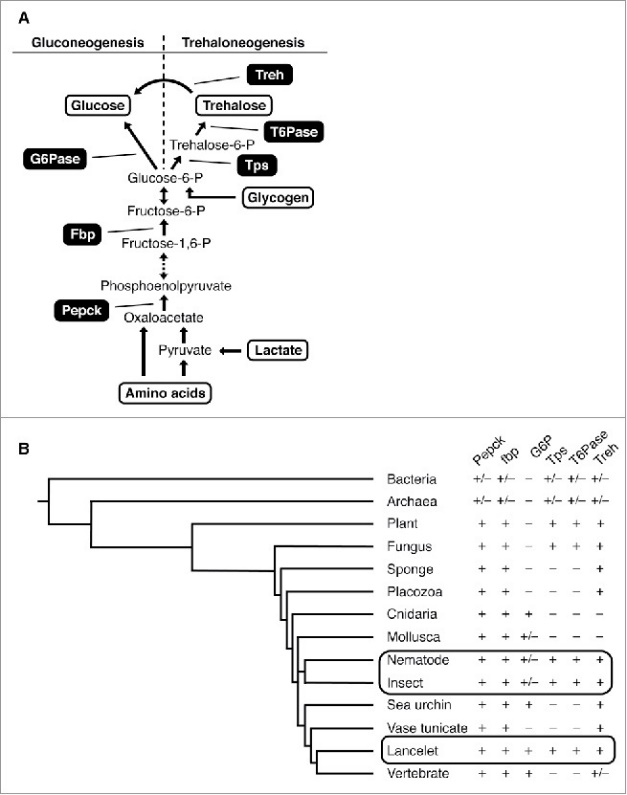 A
Gluconeogenesis Trehaloneogenesis
Treh
Glucose Trehalose
T6Pase
Trehalose-6-P
G6Pase
Tps
Glucose-6-P
Glycogen
Fructose-6-P
Fbp
Fructose-1,6-P
Phosphoenolpyruvate
Pepck
Oxaloacetate
Pyruvate Lactate
Amino acids
B
Pepck fbp G6P Tps T6Pase Treh
Bacteria +/– +/– – +/– +/– +/–
Archaea +/– +/– – +/– +/– +/–
Plant + + – + + +
Fungus + + – + + +
Sponge + + – – – +
Placozoa + + – – – +
Cnidaria + + + – – –
Mollusca + + +/– – – –
Nematode + + +/– + + +
Insect + + +/– + + +
Sea urchin + + + – – +
Vase tunicate + + – – – +
Lancelet + + + + + +
Vertebrate + + + – – +/–